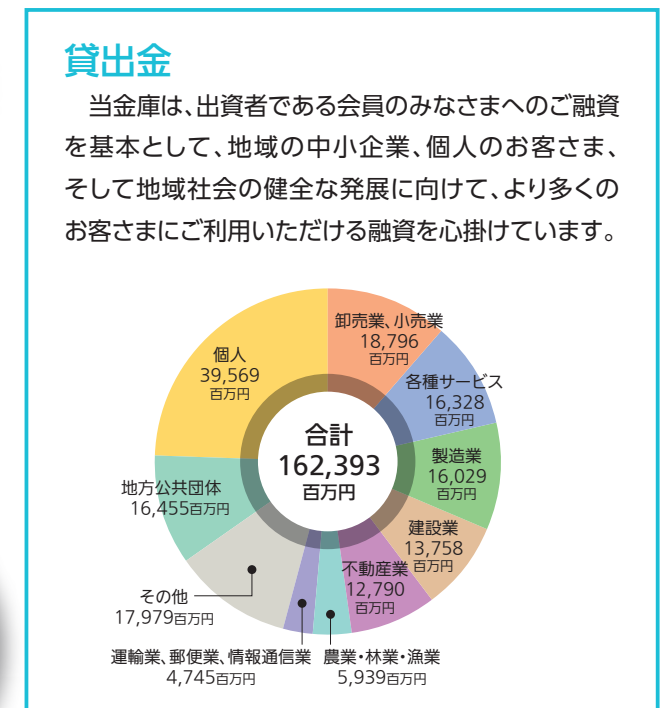 貸出金
当金庫は、出資者である会員のみなさまへのご融資
を基本として、地域の中小企業、個人のお客さま、
そして地域社会の健全な発展に向けて、より多くの
お客さまにご利用いただける融資を心掛けています。
卸売業、小売業
18,796
百万円
各種サービス
16,328
百万円
製造業
16,029
百万円
建設業
13,758
百万円
不動産業
12,790
百万円
農業・林業・漁業
5,939百万円
運輸業、郵便業、情報通信業
4,745百万円
その他
17,979百万円
地方公共団体
16,455百万円
個人
39,569
百万円
合計
162,393
百万円